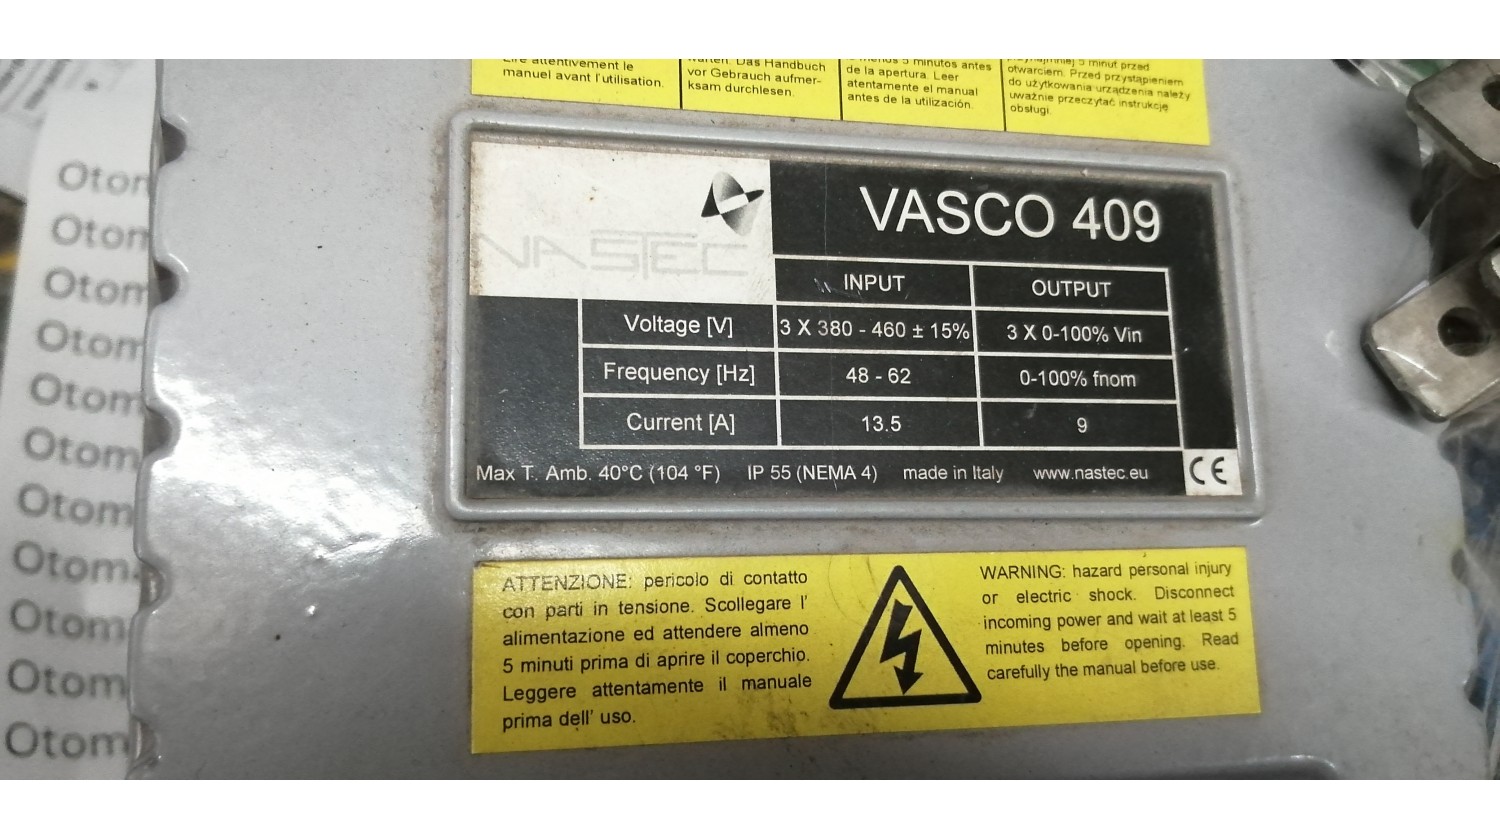 Lire attentivement le
manuel avant l'utilisation.
warten. Das Handbuch
vor Gebrauch aufmer-
ksam durchlesen.
menos 5 minutos antes
de la apertura. Leer
atentamente el manual
antes de la utilización.
przynajmniej 5 minut przed
otwarciem. Przed przystąpieniem
do użytkowania urządzenia należy
uważnie przeczytać instrukcję
obsługi.
NASTEC
VASCO 409
INPUT OUTPUT
Voltage [V] 3 X 380 - 460 ± 15% 3 X 0-100% Vin
Frequency [Hz] 48 - 62 0-100% fnom
Current [A] 13.5 9
Max T. Amb. 40°C (104 °F) IP 55 (NEMA 4) made in Italy www.nastec.eu CE
ATTENZIONE: pericolo di contatto
con parti in tensione. Scollegare l'
alimentazione ed attendere almeno
5 minuti prima di aprire il coperchio.
Leggere attentamente il manuale
prima dell' uso.
WARNING: hazard personal injury
or electric shock. Disconnect
incoming power and wait at least 5
minutes before opening. Read
carefully the manual before use.
Otom
Otom
Otom
Otom
Otom
Otom
Otom
Otom
Otom
Otom
Otom